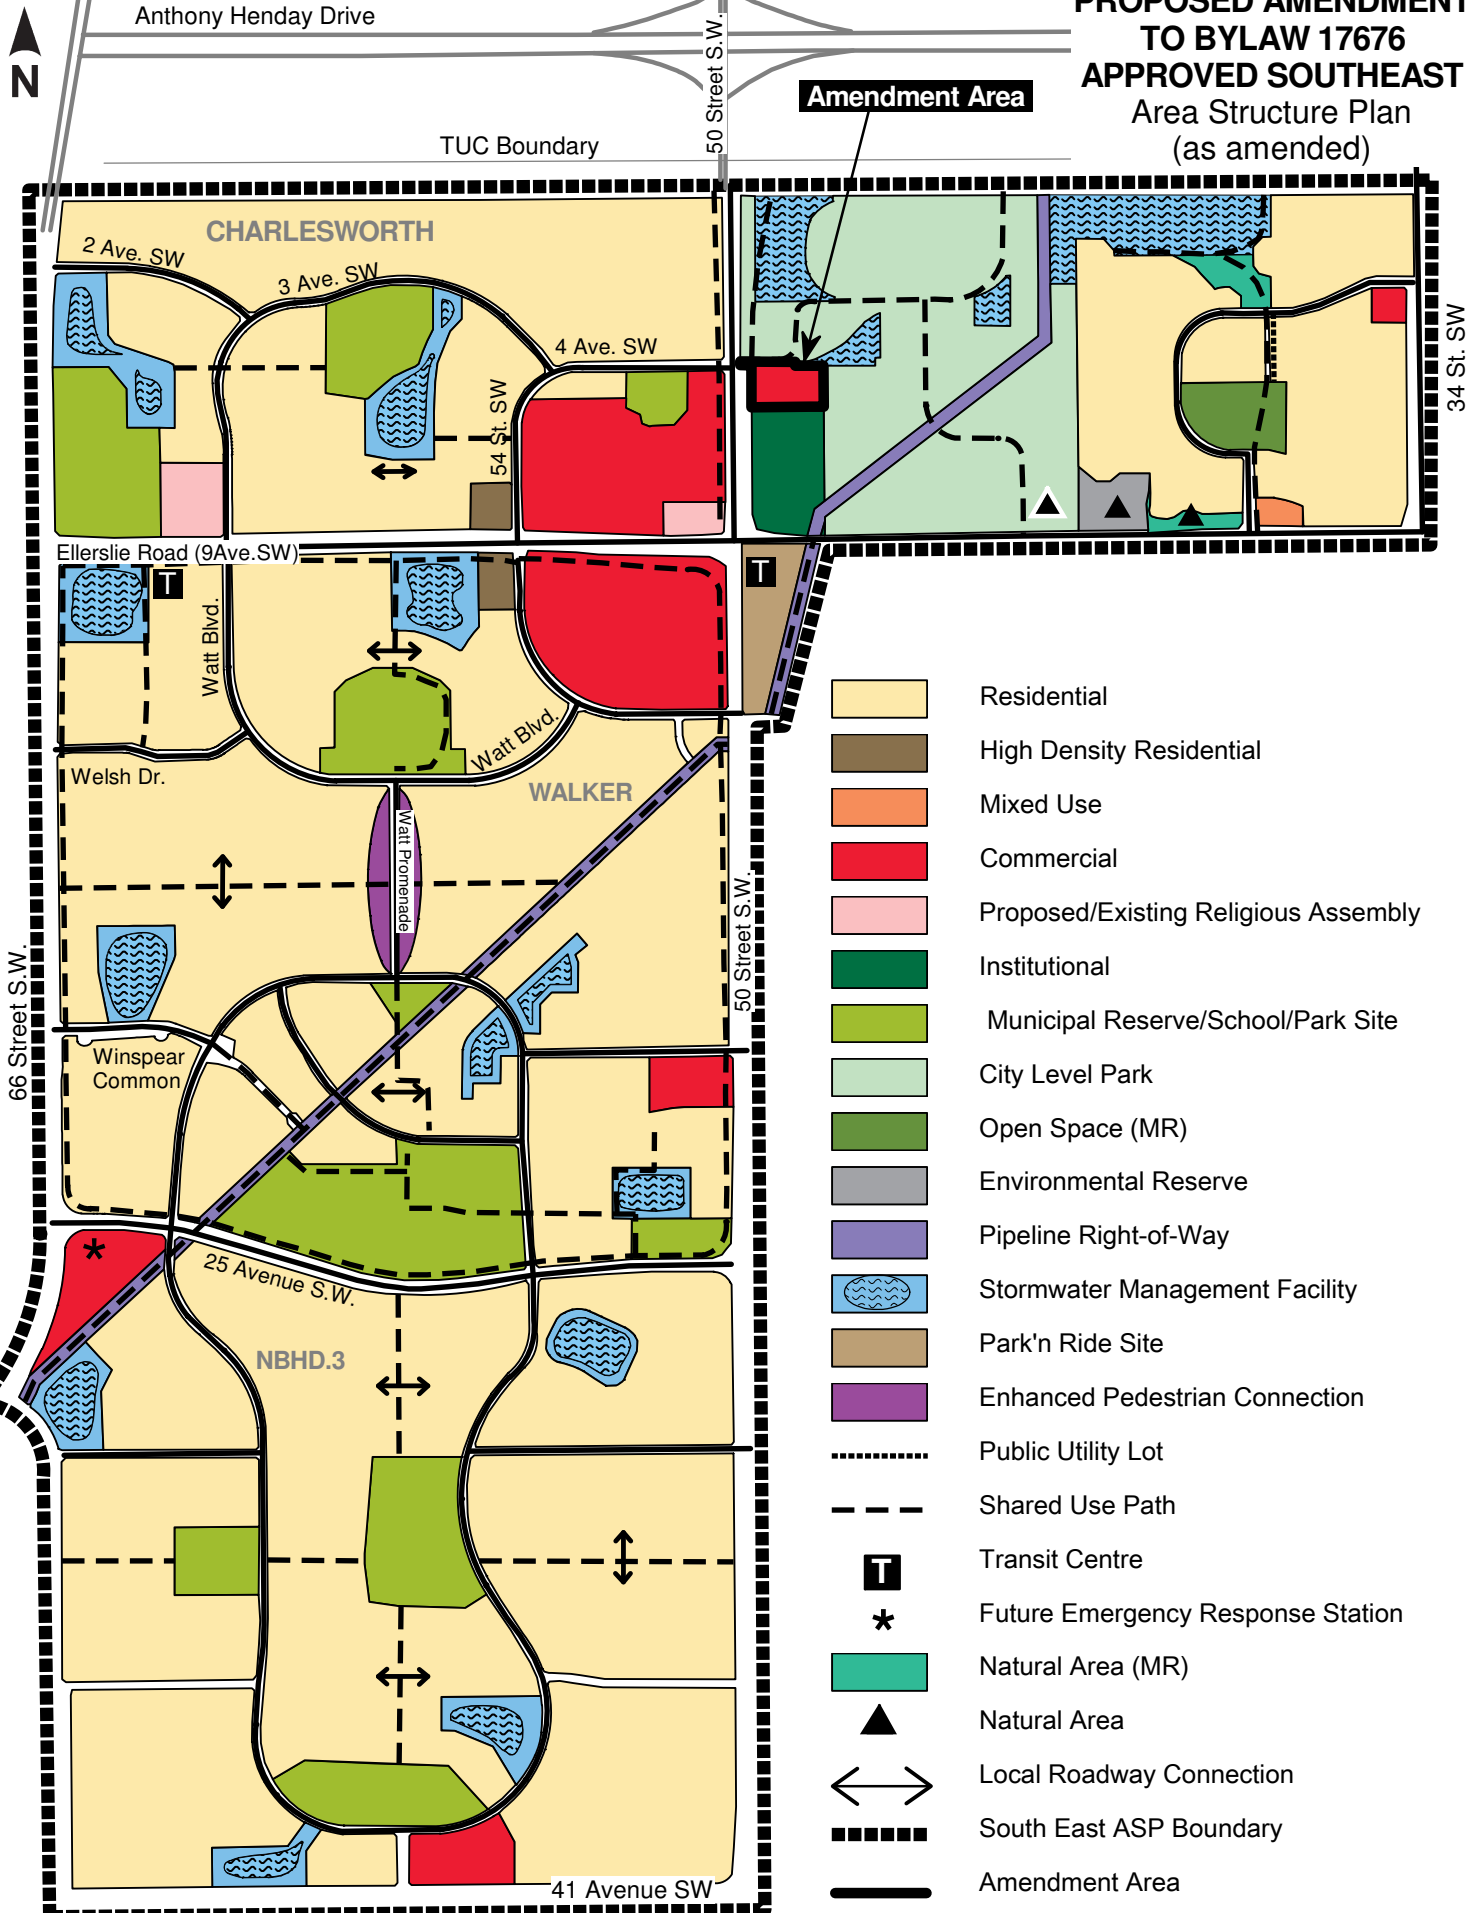 PROPOSED AMENDMENT
TO BYLAW 17676
APPROVED SOUTHEAST
Area Structure Plan
(as amended)
Anthony Henday Drive
N
50 Street S.W.
Amendment Area
TUC Boundary
CHARLESWORTH
2 Ave. SW
3 Ave. SW
4 Ave. SW
54 St. SW
34 St. SW
Ellerslie Road (9Ave.SW)
T
T
Watt Blvd.
Watt Blvd.
Welsh Dr.
WALKER
Watt Promenade
66 Street S.W.
50 Street S.W.
Winspear
Common
*
25 Avenue S.W.
NBHD.3
41 Avenue SW
Residential
High Density Residential
Mixed Use
Commercial
Proposed/Existing Religious Assembly
Institutional
Municipal Reserve/School/Park Site
City Level Park
Open Space (MR)
Environmental Reserve
Pipeline Right-of-Way
Stormwater Management Facility
Park'n Ride Site
Enhanced Pedestrian Connection
Public Utility Lot
Shared Use Path
T Transit Centre
* Future Emergency Response Station
Natural Area (MR)
Natural Area
Local Roadway Connection
South East ASP Boundary
Amendment Area